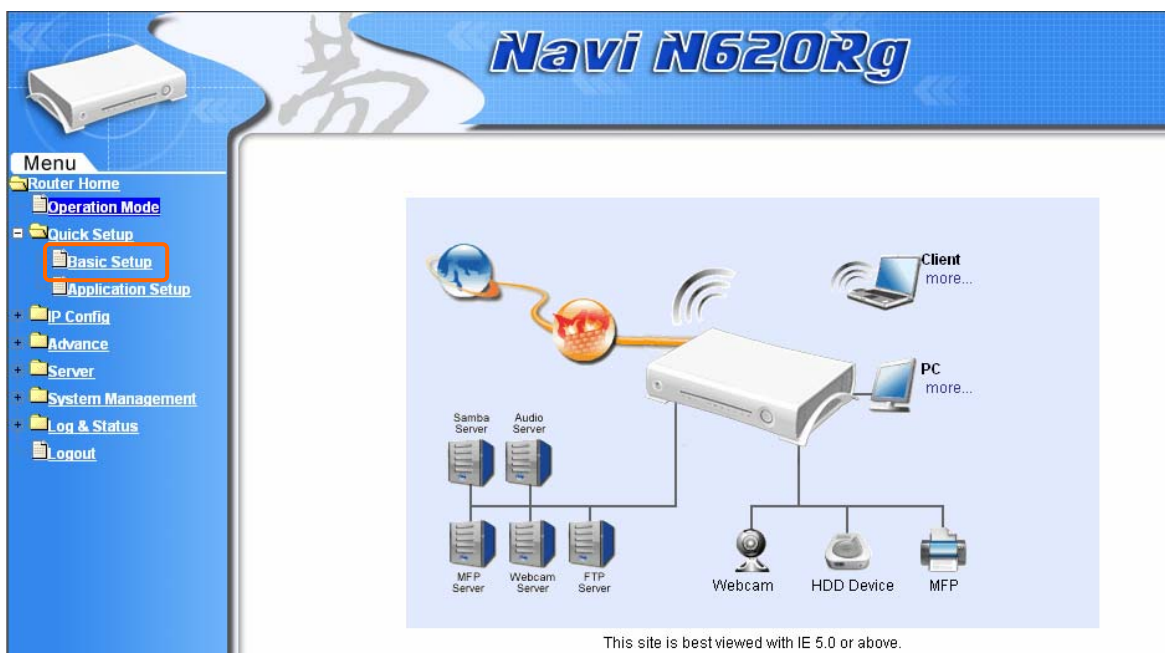 Navi N620Rg
易
Menu
Router Home
Operation Mode
Quick Setup
Basic Setup
Application Setup
IP Config
Advance
Server
System Management
Log & Status
Logout
Client
more...
PC
more...
Samba Server
Audio Server
MFP Server
Webcam Server
FTP Server
Webcam
HDD Device
MFP
This site is best viewed with IE 5.0 or above.